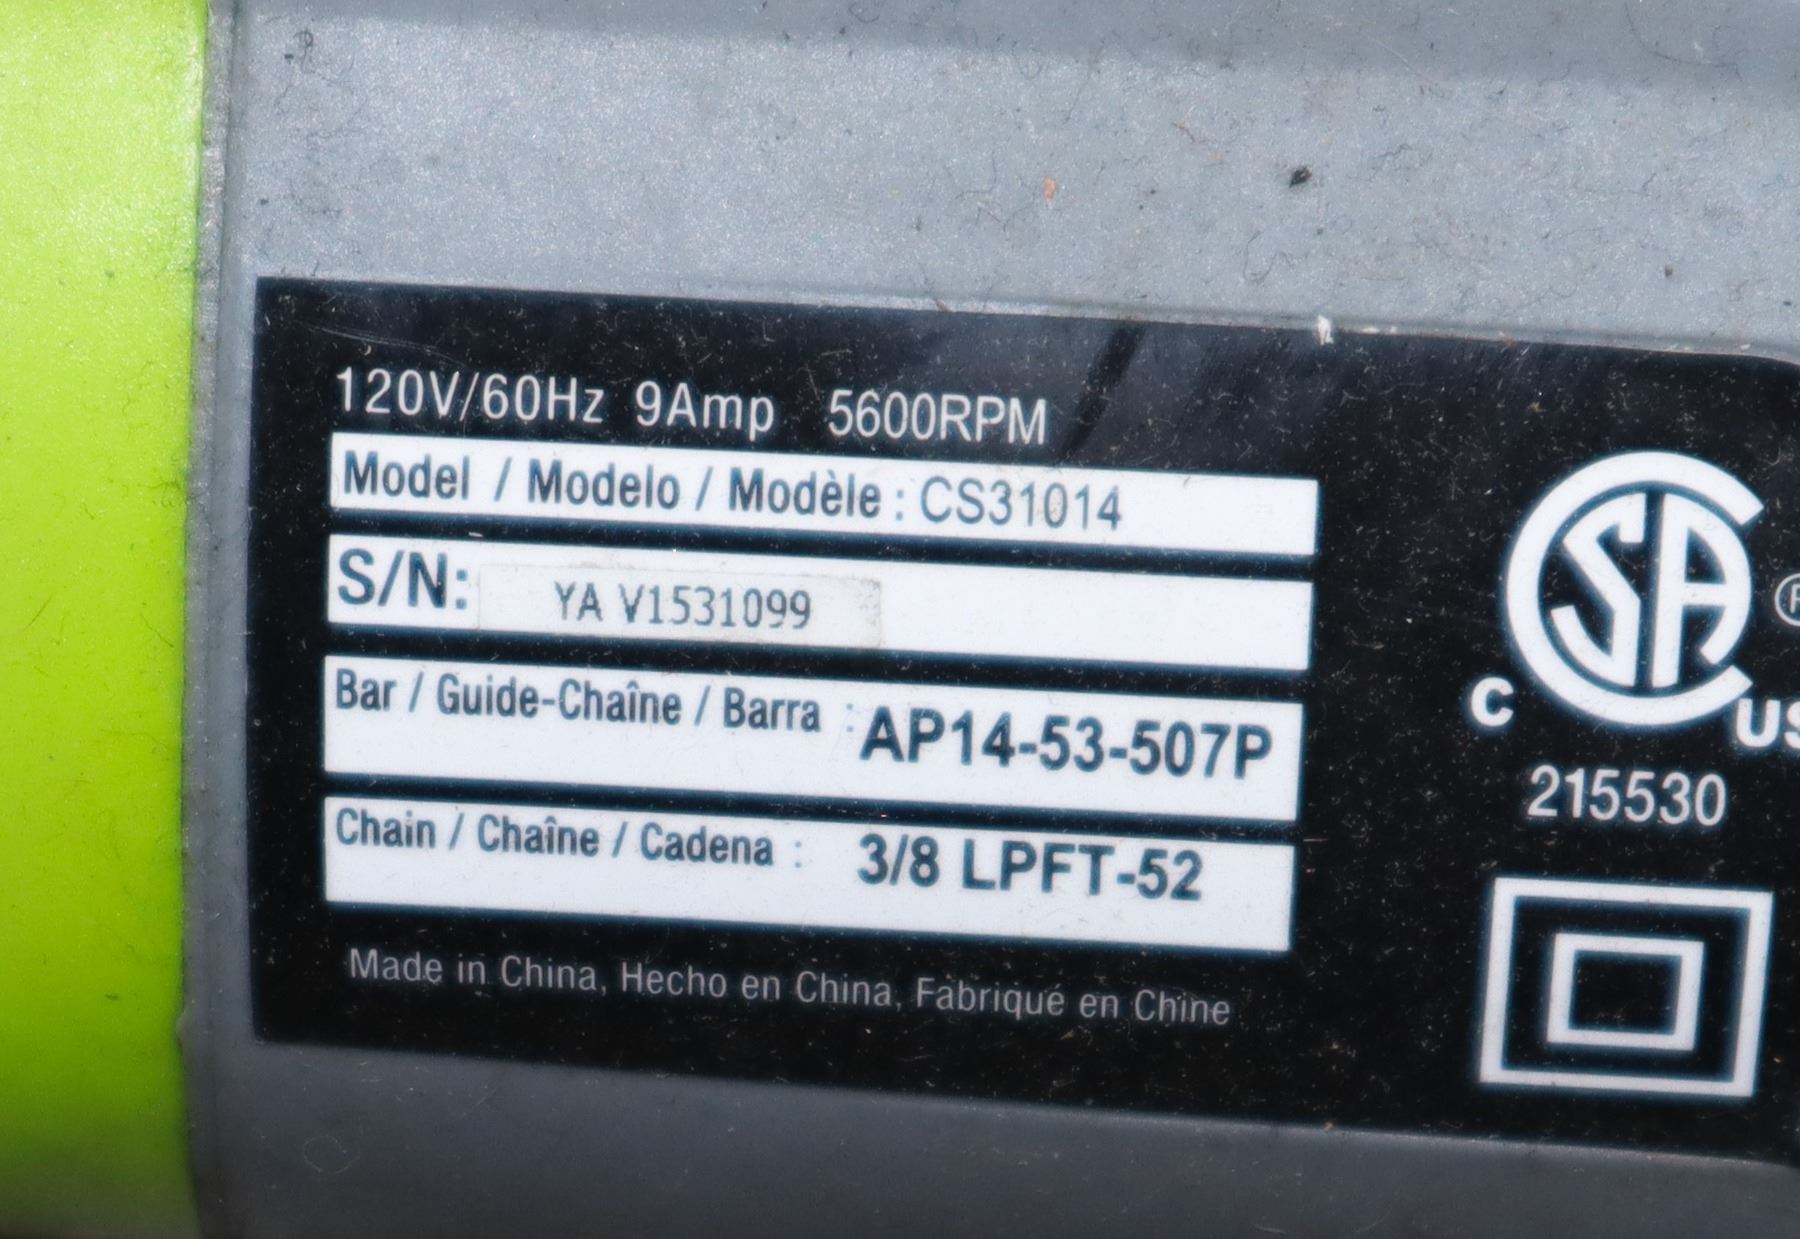 120V/60Hz 9Amp 5600RPM
Model / Modelo / Modèle : CS31014
S/N: YA V1531099
Bar / Guide-Chaîne / Barra : AP14-53-507P
Chain / Chaîne / Cadena : 3/8 LPFT-52
Made in China, Hecho en China, Fabriqué en Chine
CSA
®
C US
215530